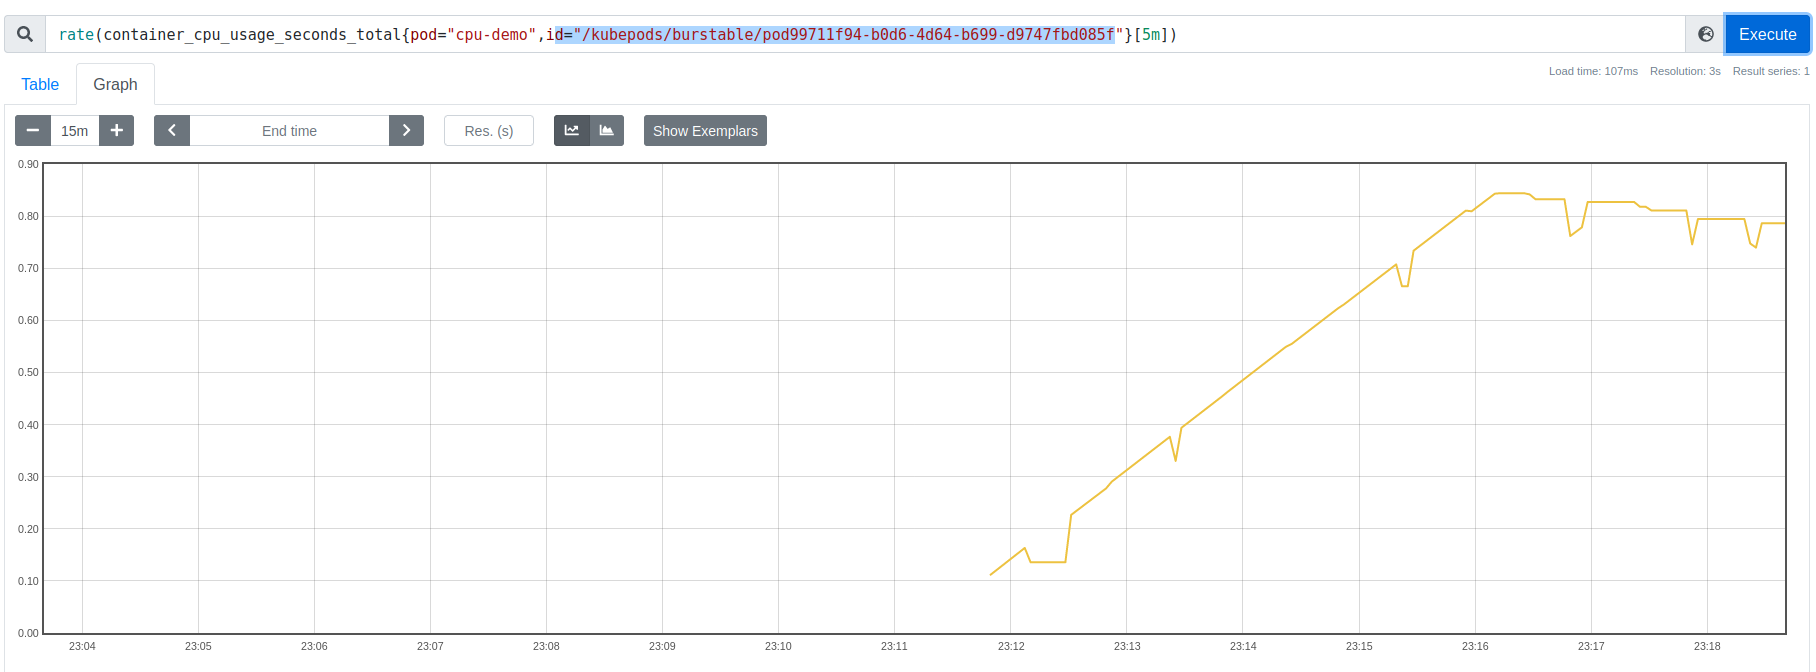 rate(container_cpu_usage_seconds_total{pod="cpu-demo",id="/kubepods/burstable/pod99711f94-b0d6-4d64-b699-d9747fbd085f"}[5m])
Execute
Table
Graph
Load time: 107ms Resolution: 3s Result series: 1
15m
End time
Res. (s)
Show Exemplars
0.90
0.80
0.70
0.60
0.50
0.40
0.30
0.20
0.10
0.00
23:04 23:05 23:06 23:07 23:08 23:09 23:10 23:11 23:12 23:13 23:14 23:15 23:16 23:17 23:18